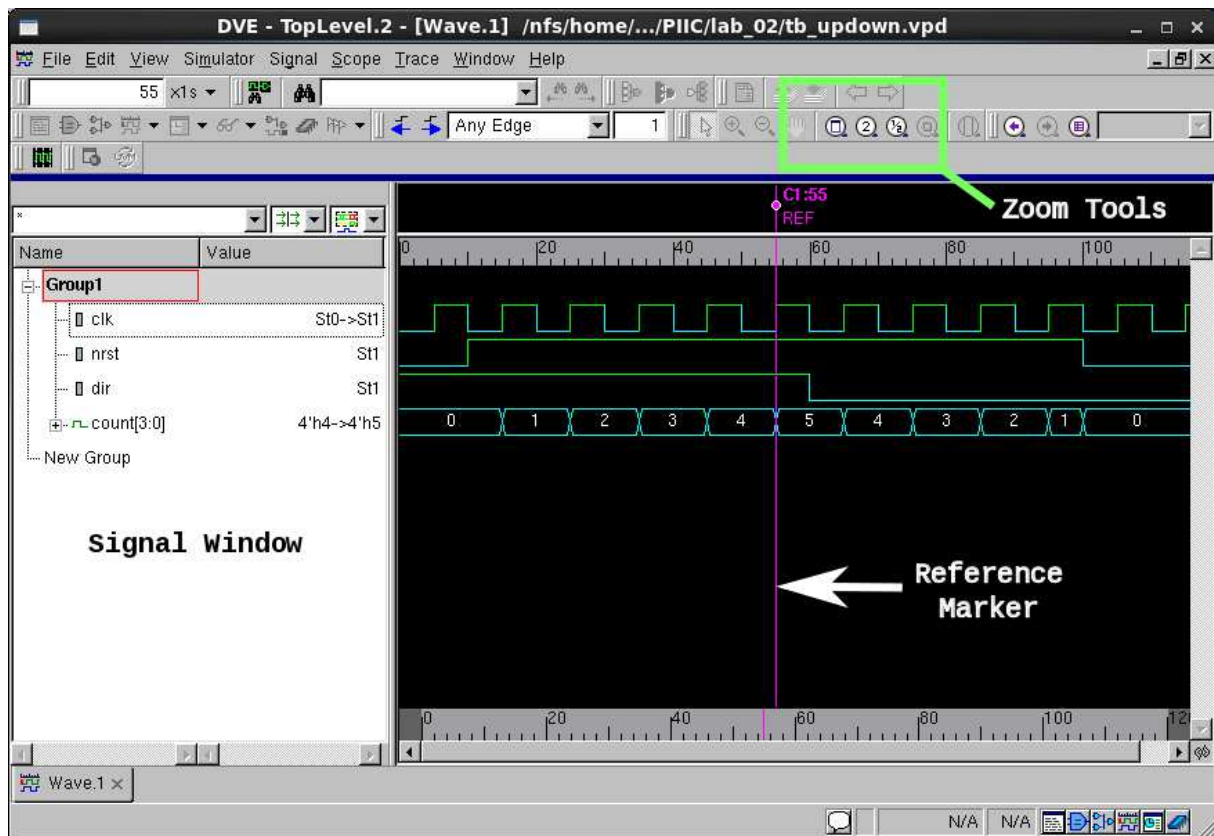 DVE - TopLevel.2 - [Wave.1] /nfs/home/.../PIIC/lab_02/tb_updown.vpd
File Edit View Simulator Signal Scope Trace Window Help
55 x1s
Any Edge 1
2 ½
C1:55
REF
Zoom Tools
*
Name Value
0 20 40 60 80 100
Group1
clk St0->St1
nrst St1
dir St1
count[3:0] 4'h4->4'h5
0 1 2 3 4 5 4 3 2 1 0
New Group
Signal Window
Reference
Marker
0 20 40 60 80 100 12
Wave.1
N/A N/A